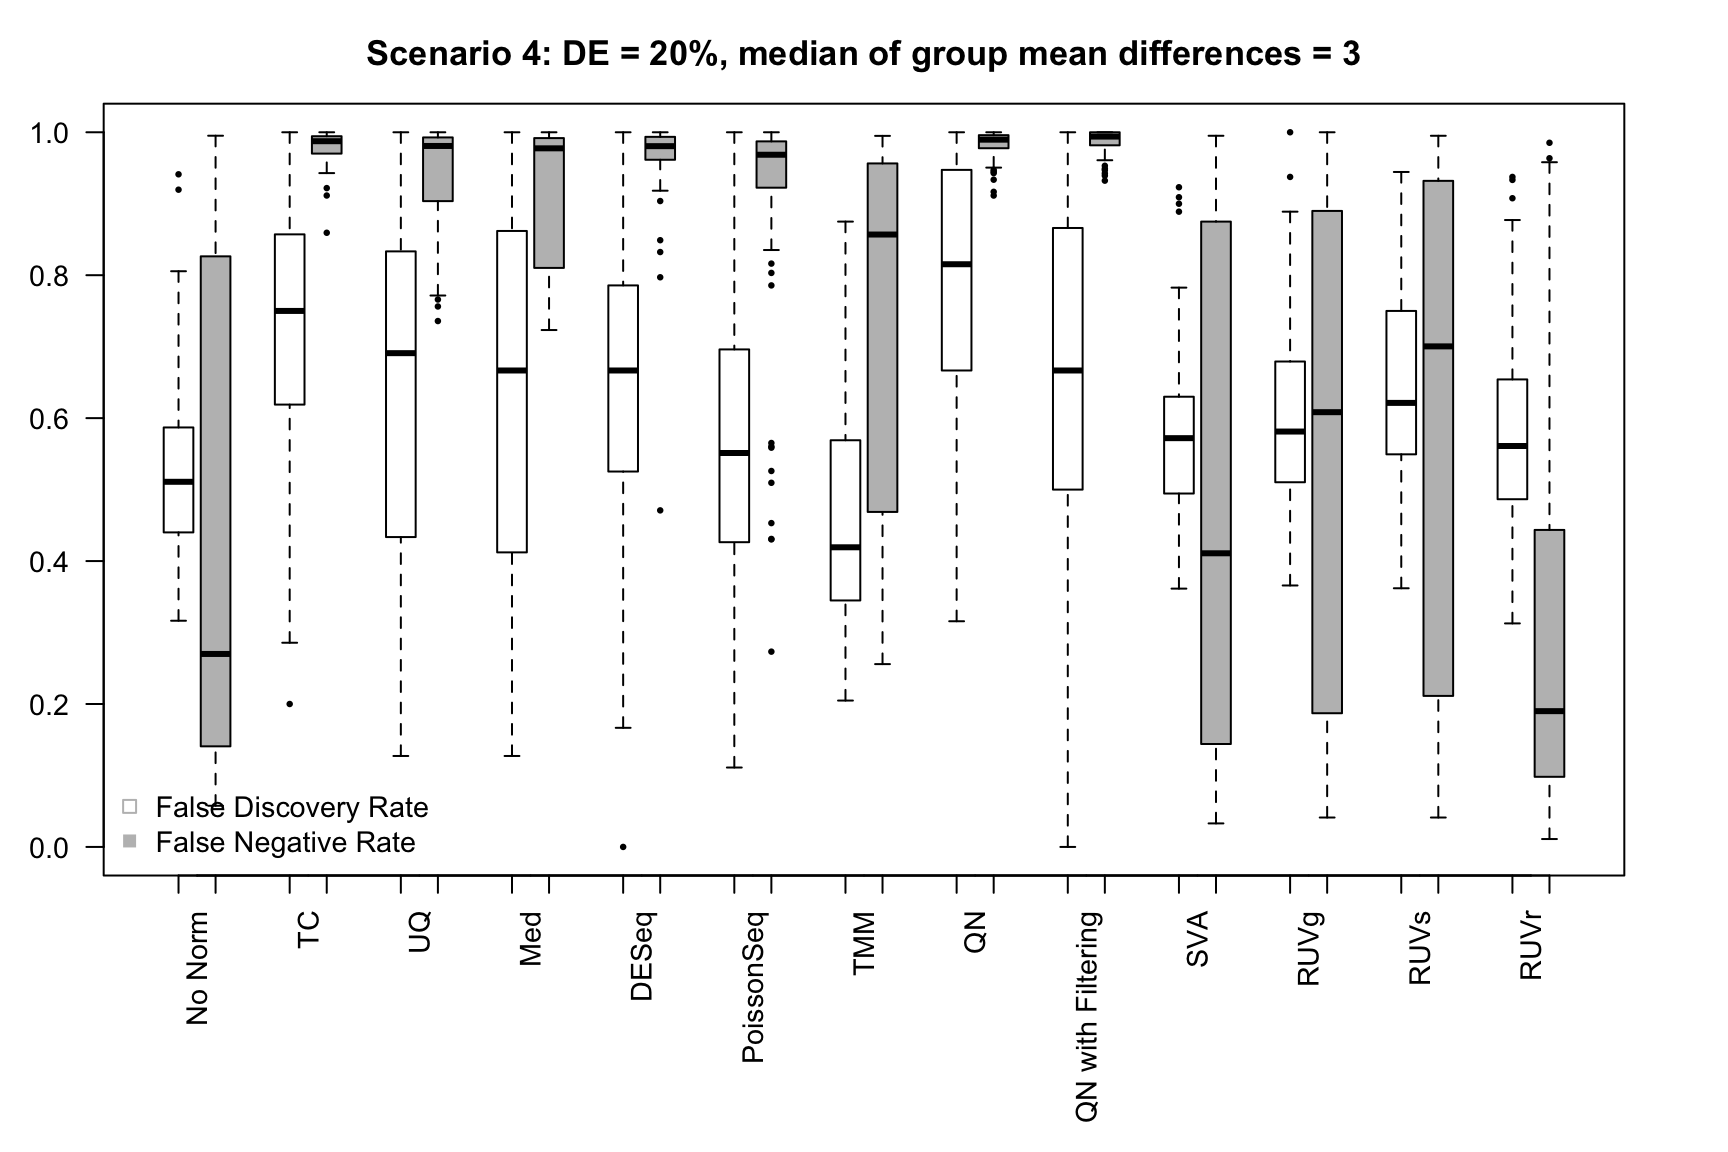 Scenario 4: DE = 20%, median of group mean differences = 3
1.0
0.8
0.6
0.4
0.2
0.0
False Discovery Rate
False Negative Rate
No Norm
TC
UQ
Med
DESeq
PoissonSeq
TMM
QN
QN with Filtering
SVA
RUVg
RUVs
RUVr